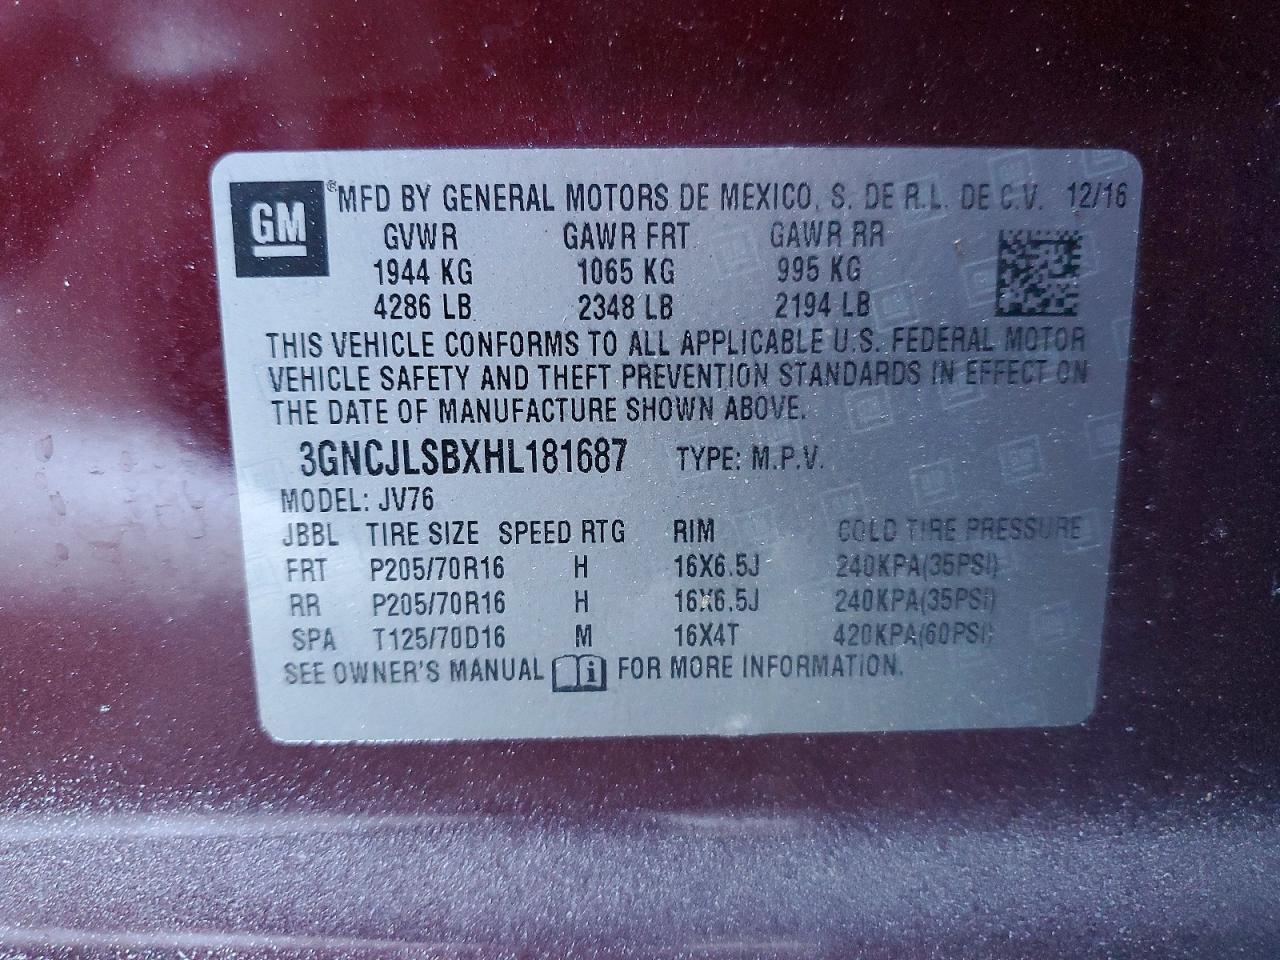 GM ® MFD BY GENERAL MOTORS DE MEXICO, S. DE R.L. DE C.V. 12/16
GVWR GAWR FRT GAWR RR
1944 KG 1065 KG 995 KG
4286 LB 2348 LB 2194 LB
THIS VEHICLE CONFORMS TO ALL APPLICABLE U.S. FEDERAL MOTOR
VEHICLE SAFETY AND THEFT PREVENTION STANDARDS IN EFFECT ON
THE DATE OF MANUFACTURE SHOWN ABOVE.
3GNCJLSBXHL181687 TYPE: M.P.V.
MODEL: JV76
JBBL TIRE SIZE SPEED RTG RIM COLD TIRE PRESSURE
FRT P205/70R16 H 16X6.5J 240KPA(35PSI)
RR P205/70R16 H 16X6.5J 240KPA(35PSI)
SPA T125/70D16 M 16X4T 420KPA(60PSI)
SEE OWNER'S MANUAL i FOR MORE INFORMATION.